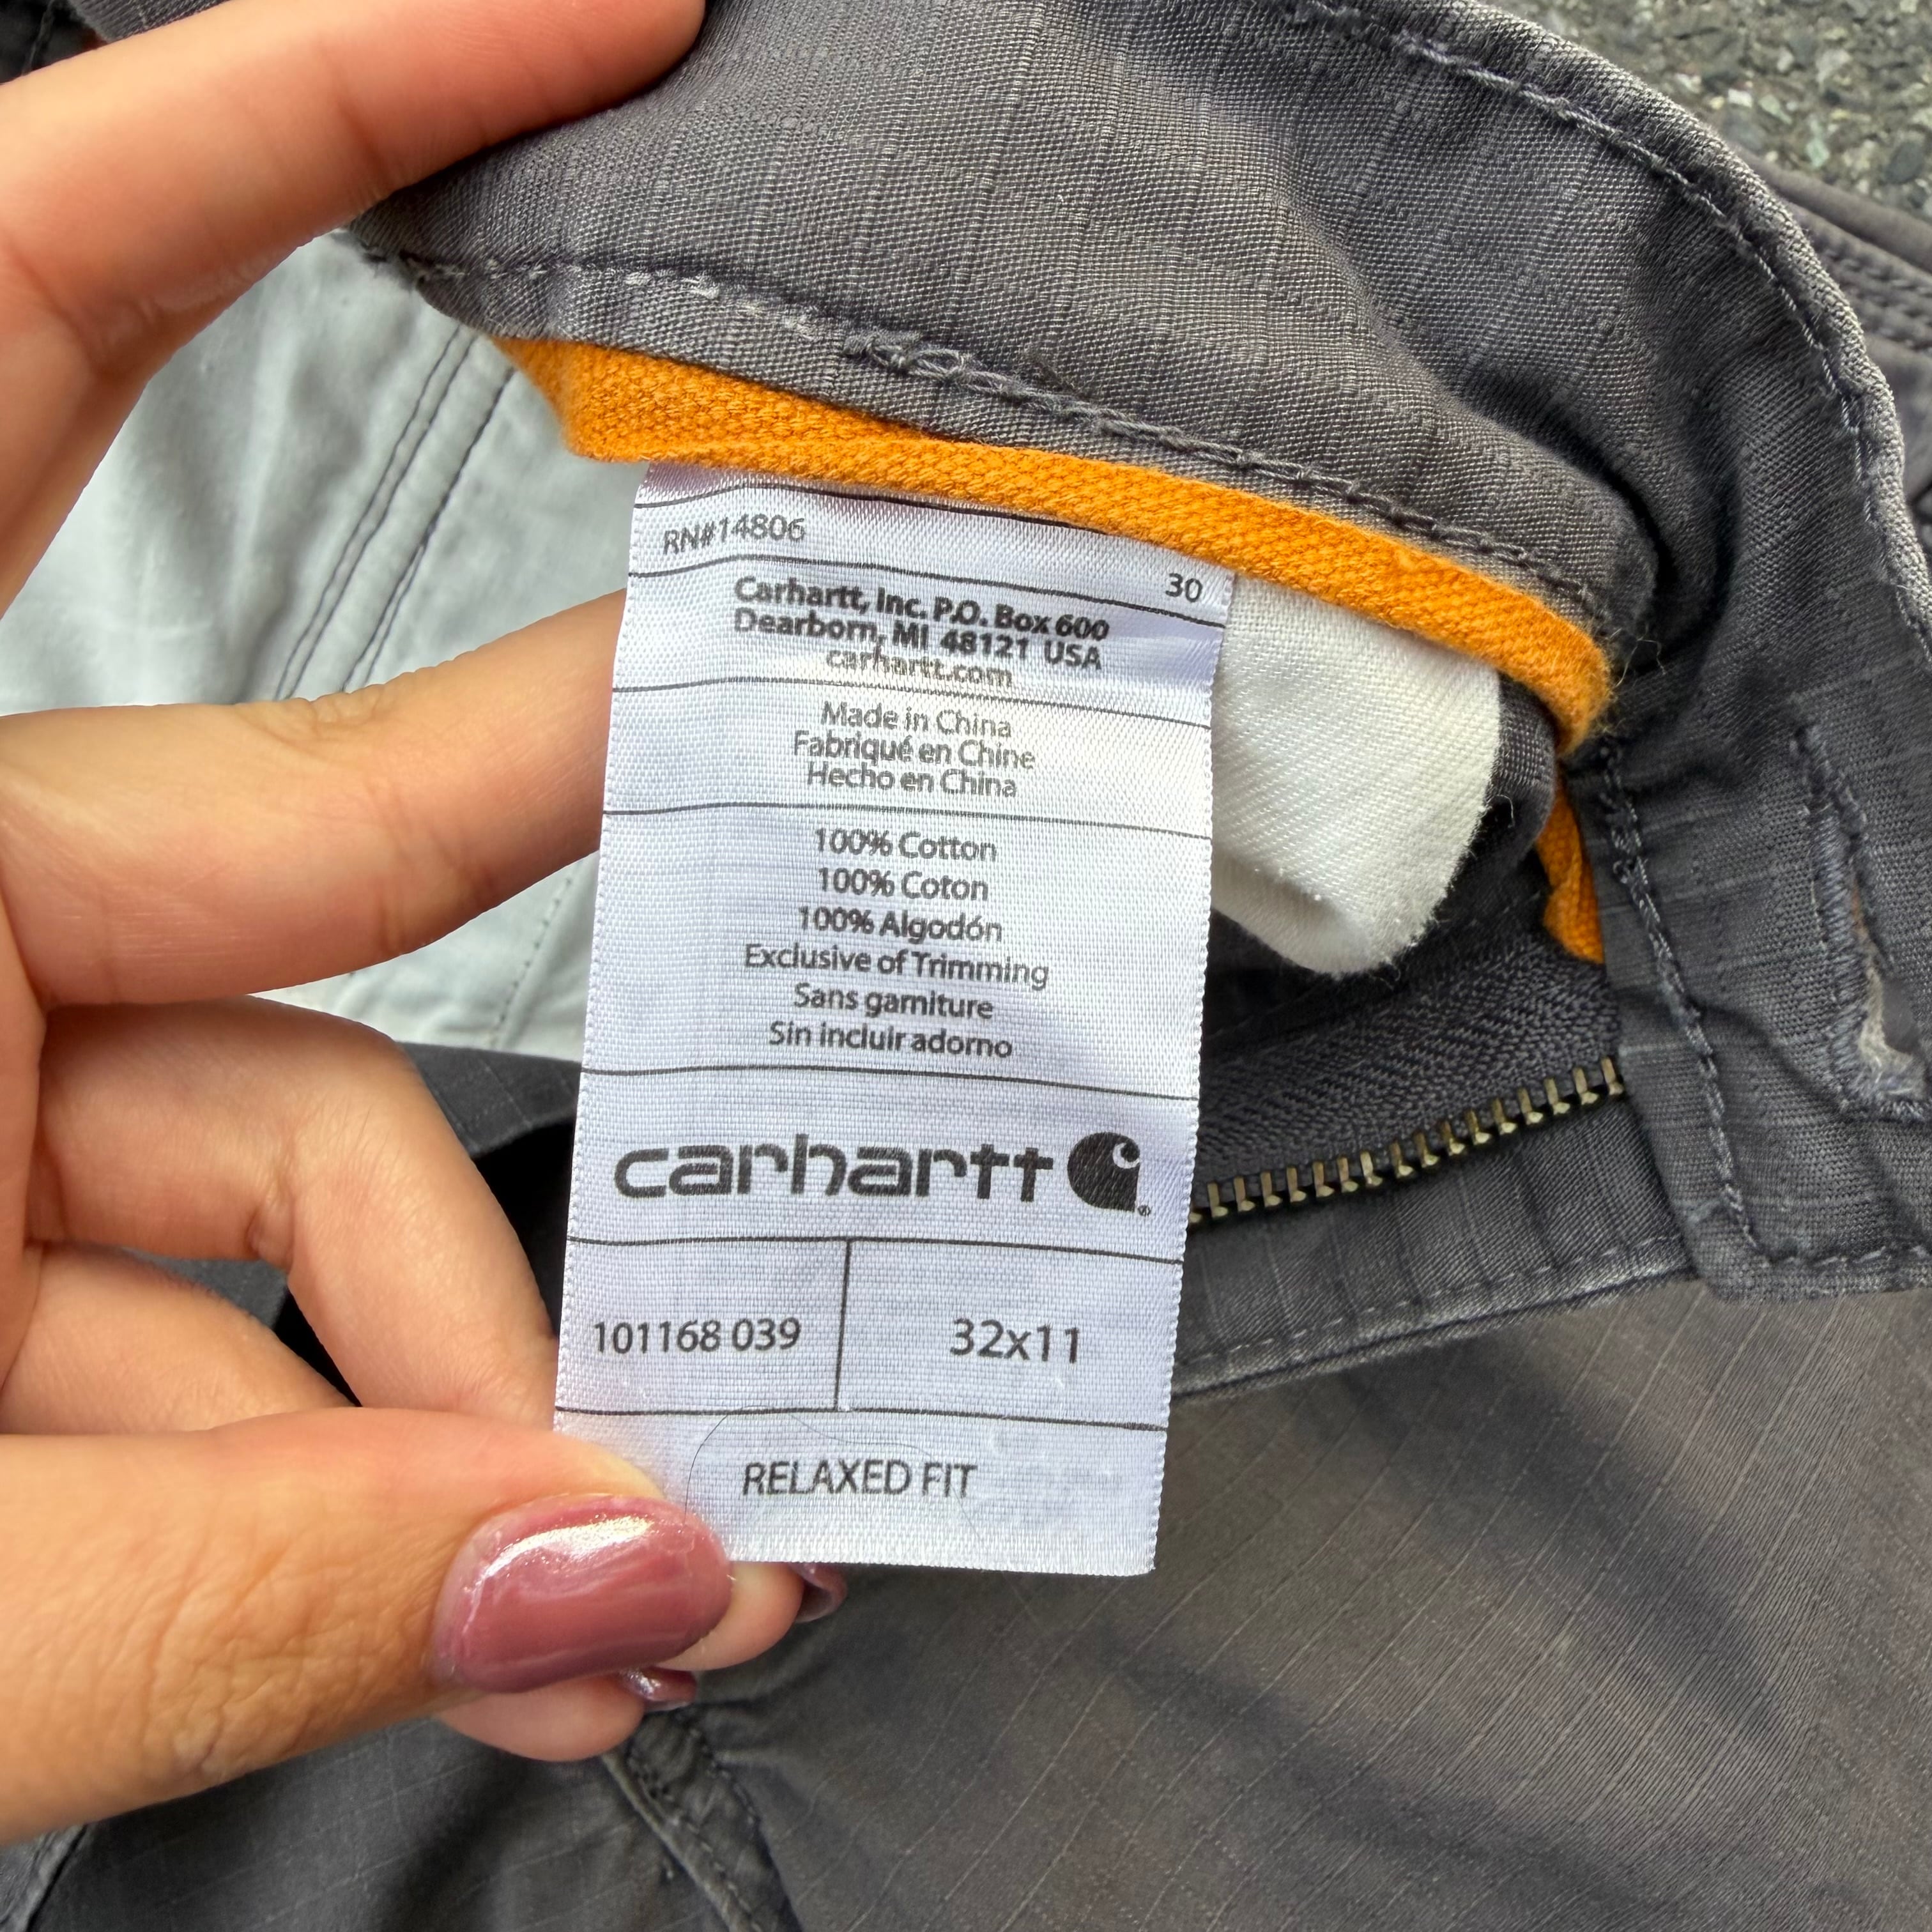 RN#14806
30
Carhartt, Inc. P.O. Box 600
Dearborn, MI 48121 USA
carhartt.com
Made in China
Fabriqué en Chine
Hecho en China
100% Cotton
100% Coton
100% Algodón
Exclusive of Trimming
Sans garniture
Sin incluir adorno
carhartt
101168 039
32x11
RELAXED FIT